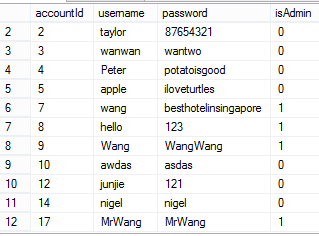 accountId username password isAdmin
2 2 taylor 87654321 0
3 3 wanwan wantwo 0
4 4 Peter potatoisgood 0
5 5 apple iloveturtles 0
6 7 wang besthotelinsingapore 1
7 8 hello 123 1
8 9 Wang WangWang 1
9 10 awdas asdas 0
10 12 junjie 121 0
11 14 nigel nigel 0
12 17 MrWang MrWang 1